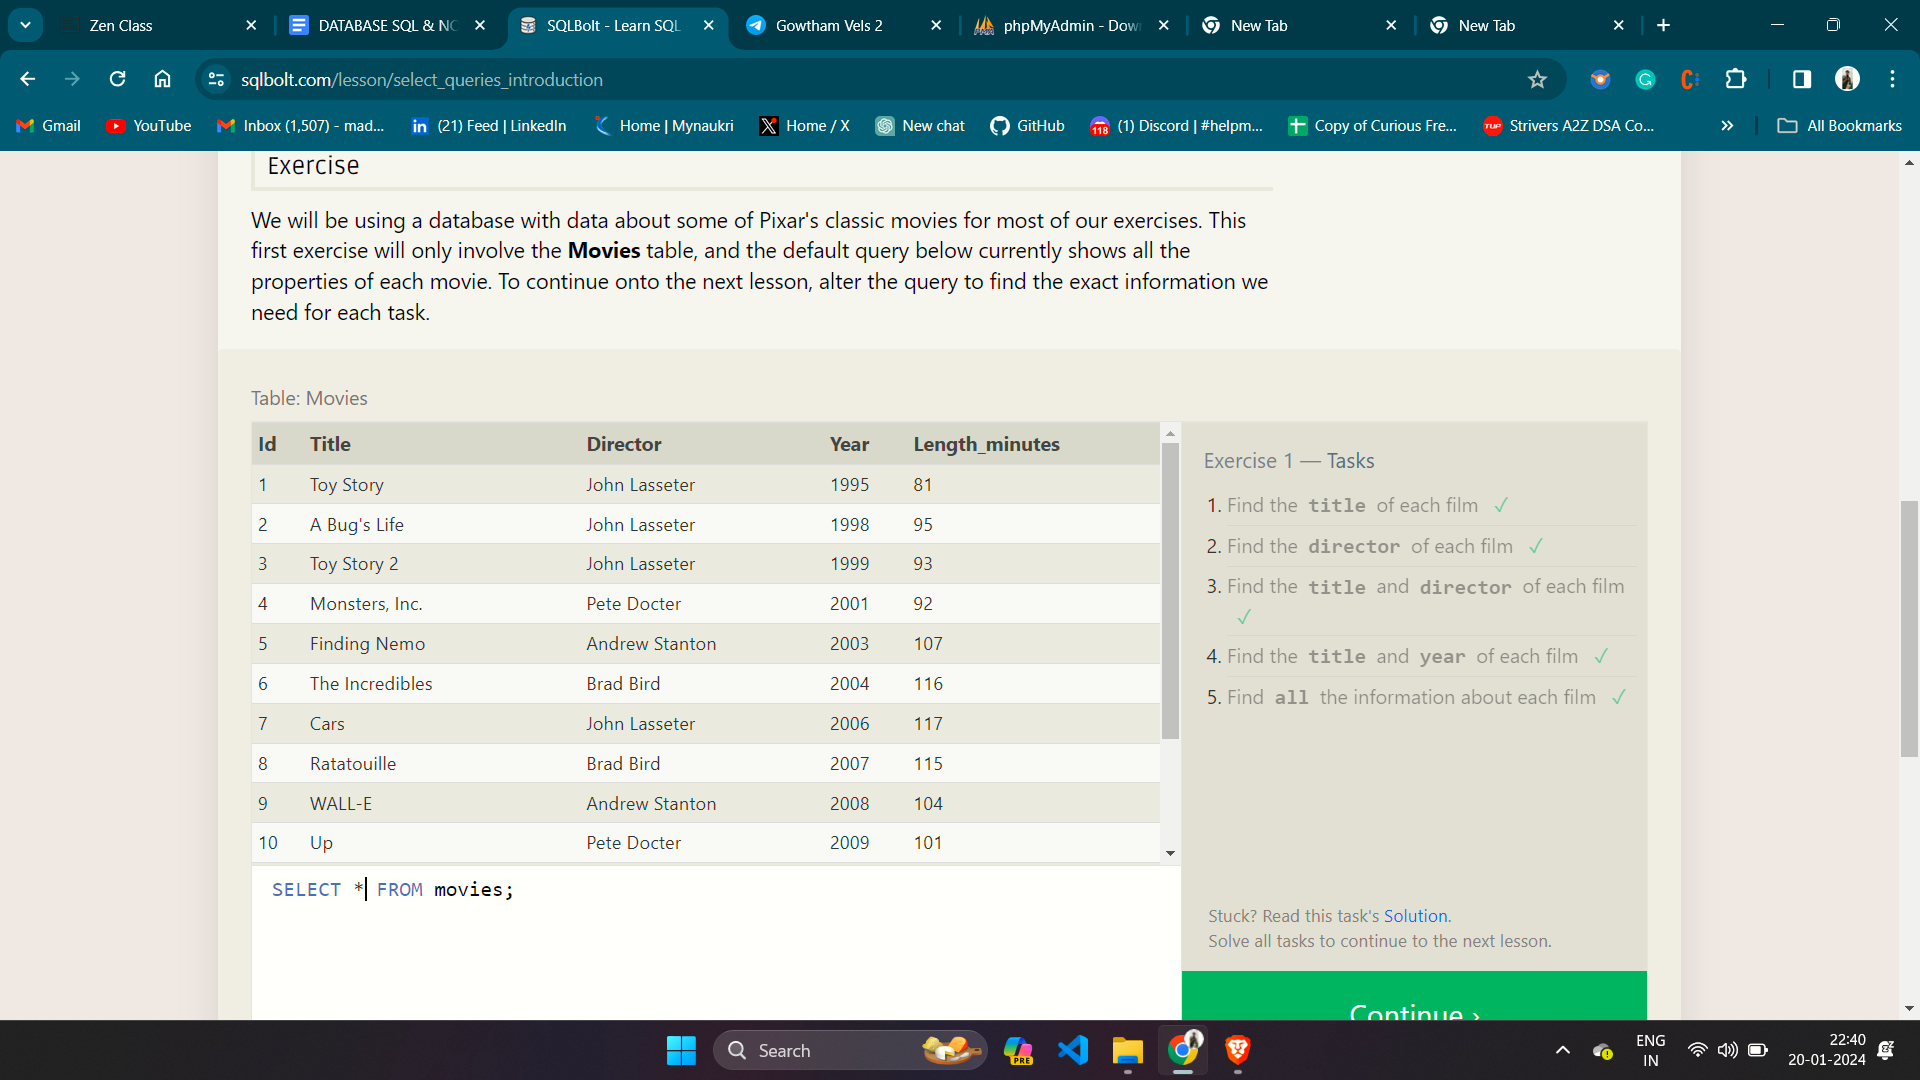 Zen Class
DATABASE SQL & NO
SQLBolt - Learn SQL
Gowtham Vels 2
phpMyAdmin - Dow
New Tab
New Tab
sqlbolt.com/lesson/select_queries_introduction
Gmail
YouTube
Inbox (1,507) - mad...
(21) Feed | LinkedIn
Home | Mynaukri
Home / X
New chat
GitHub
118
(1) Discord | #helpm...
Copy of Curious Fre...
TUF
Strivers A2Z DSA Co...
All Bookmarks
Exercise
We will be using a database with data about some of Pixar's classic movies for most of our exercises. This
first exercise will only involve the Movies table, and the default query below currently shows all the
properties of each movie. To continue onto the next lesson, alter the query to find the exact information we
need for each task.
Table: Movies
Id Title Director Year Length_minutes
1 Toy Story John Lasseter 1995 81
2 A Bug's Life John Lasseter 1998 95
3 Toy Story 2 John Lasseter 1999 93
4 Monsters, Inc. Pete Docter 2001 92
5 Finding Nemo Andrew Stanton 2003 107
6 The Incredibles Brad Bird 2004 116
7 Cars John Lasseter 2006 117
8 Ratatouille Brad Bird 2007 115
9 WALL-E Andrew Stanton 2008 104
10 Up Pete Docter 2009 101
SELECT * FROM movies;
Exercise 1 — Tasks
1. Find the title of each film ✓
2. Find the director of each film ✓
3. Find the title and director of each film
✓
4. Find the title and year of each film ✓
5. Find all the information about each film ✓
Stuck? Read this task's Solution.
Solve all tasks to continue to the next lesson.
Continue ›
Search
PRE
ENG
IN
22:40
20-01-2024